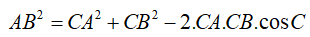 AB² = CA² + CB² − 2.CA.CB.cosC